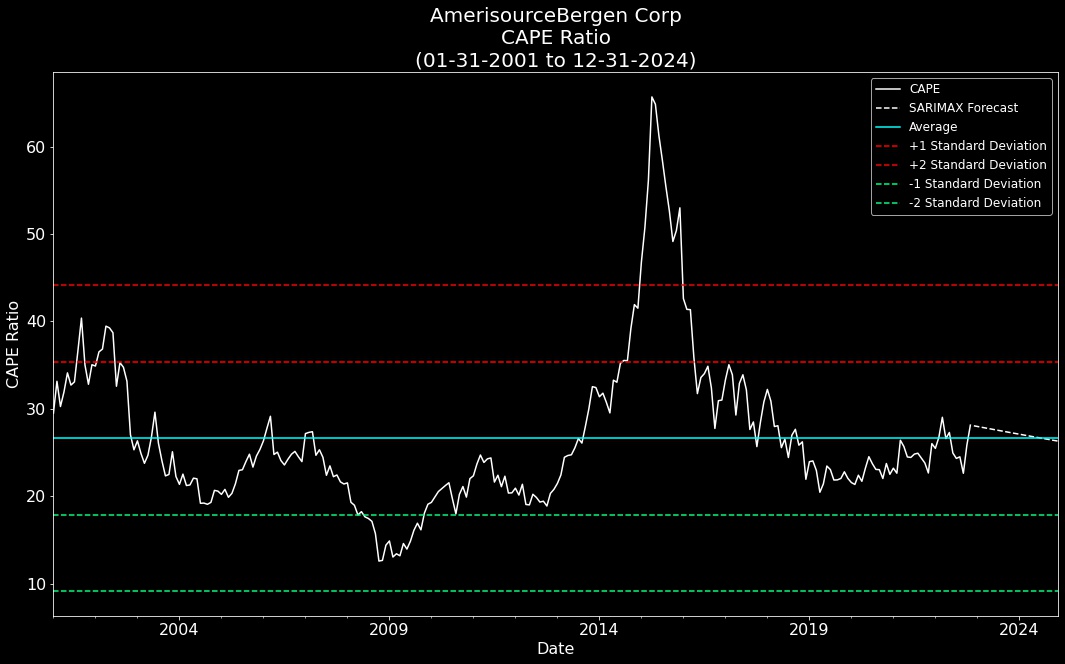 AmerisourceBergen Corp
CAPE Ratio
(01-31-2001 to 12-31-2024)
CAPE
SARIMAX Forecast
Average
+1 Standard Deviation
+2 Standard Deviation
-1 Standard Deviation
-2 Standard Deviation
CAPE Ratio
60
50
40
30
20
10
2004 2009 2014 2019 2024
Date